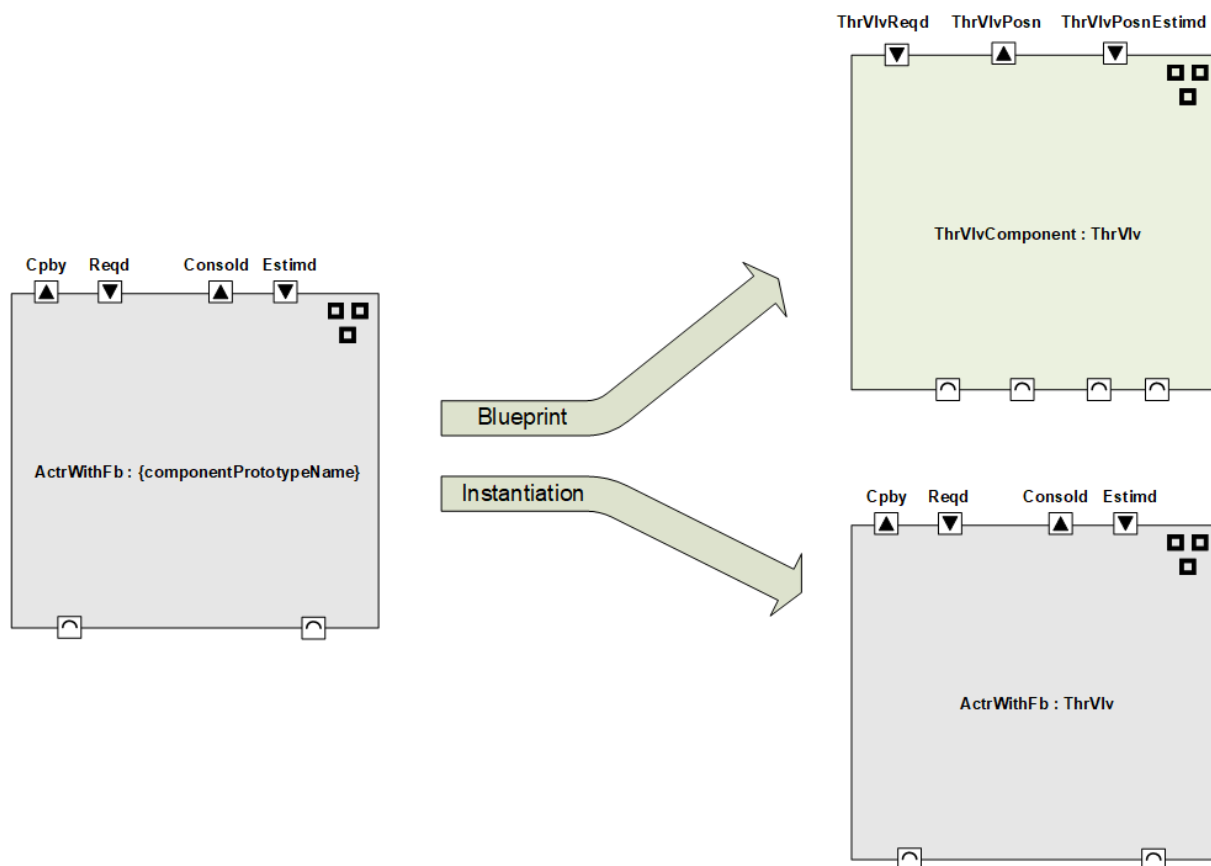 ThrVlvReqd ThrVlvPosn ThrVlvPosnEstimd
ThrVlvComponent : ThrVlv
Cpby Reqd Consold Estimd
ActrWithFb : {componentPrototypeName}
Blueprint
Instantiation
Cpby Reqd Consold Estimd
ActrWithFb : ThrVlv